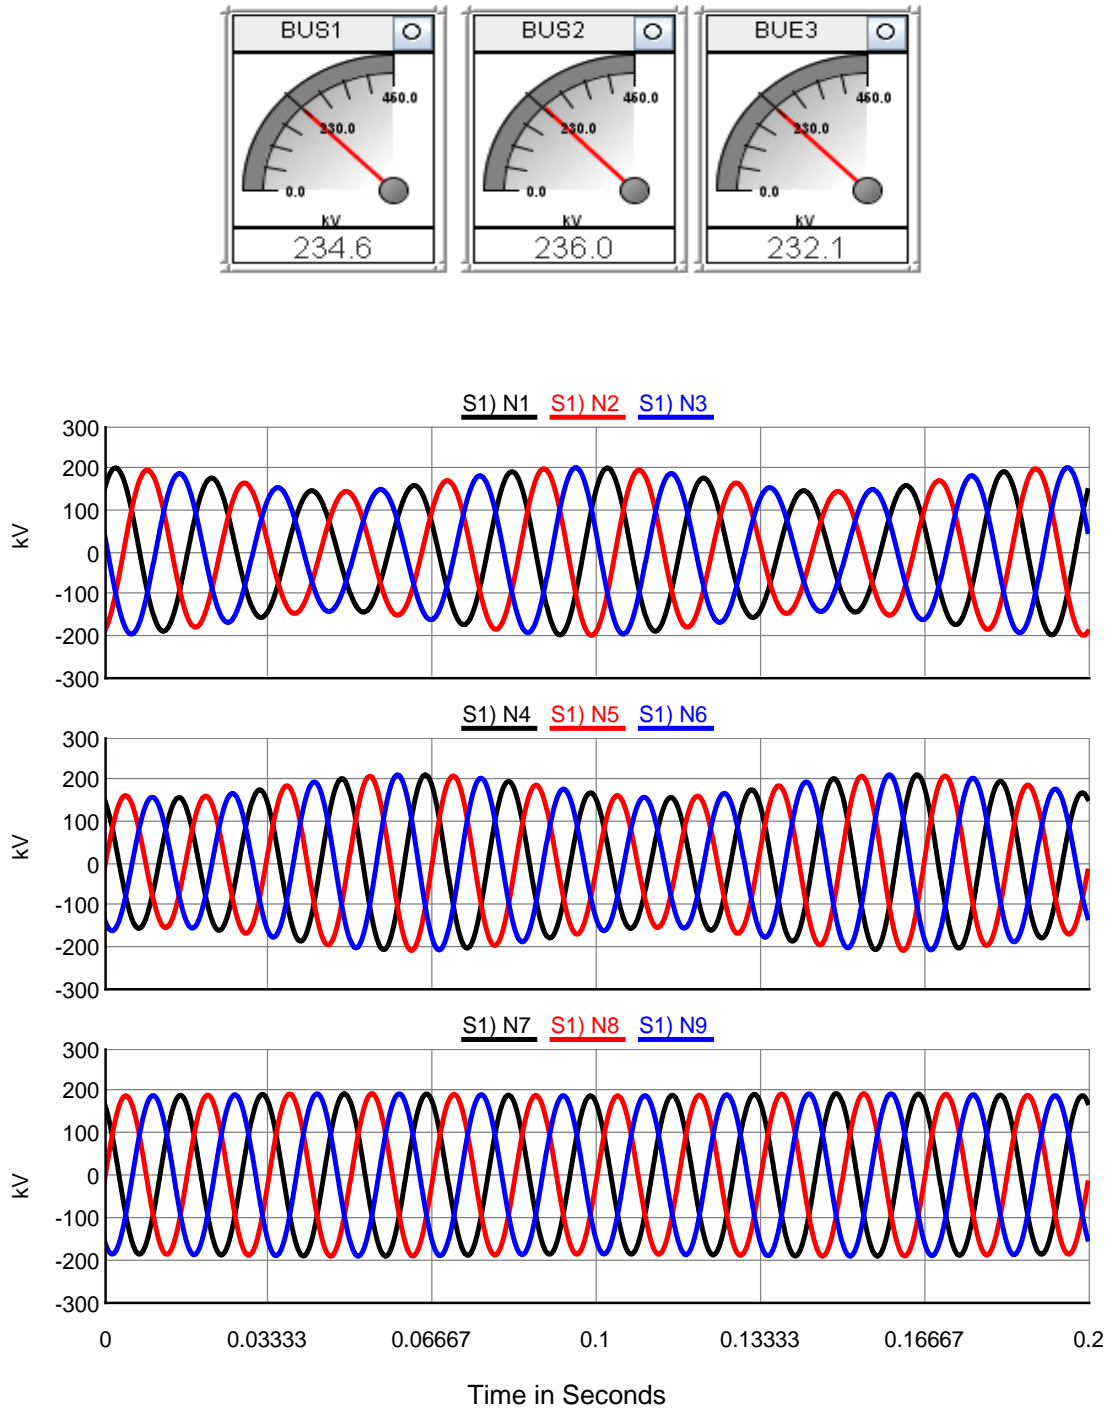 BUS1 O BUS2 O BUE3 O
460.0 460.0 460.0
230.0 230.0 230.0
0.0 0.0 0.0
kV kV kV
234.6 236.0 232.1
S1) N1 S1) N2 S1) N3
300
200
100
0
-100
-200
-300
kV
S1) N4 S1) N5 S1) N6
300
200
100
0
-100
-200
-300
kV
S1) N7 S1) N8 S1) N9
300
200
100
0
-100
-200
-300
kV
0 0.03333 0.06667 0.1 0.13333 0.16667 0.2
Time in Seconds